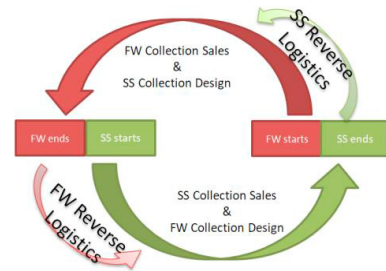 FW Collection Sales
&
SS Collection Design
SS Reverse
Logistics
FW ends
SS starts
FW starts
SS ends
FW Reverse
Logistics
SS Collection Sales
&
FW Collection Design